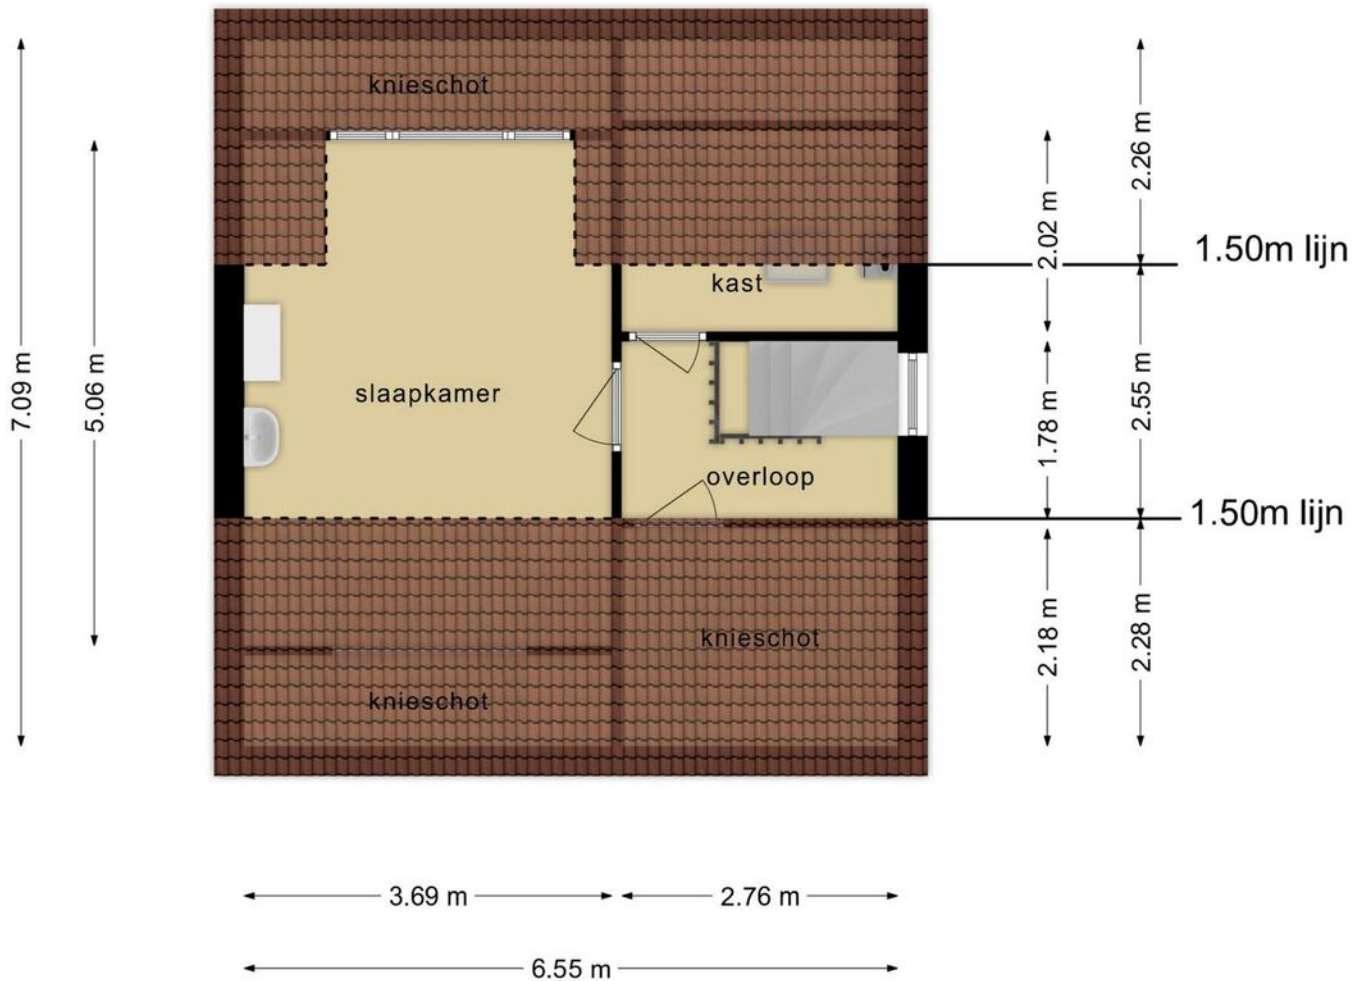 knieschot
2.26 m
2.02 m
1.50m lijn
kast
7.09 m
5.06 m
slaapkamer
1.78 m
2.55 m
overloop
1.50m lijn
knieschot
2.18 m
2.28 m
knieschot
3.69 m
2.76 m
6.55 m